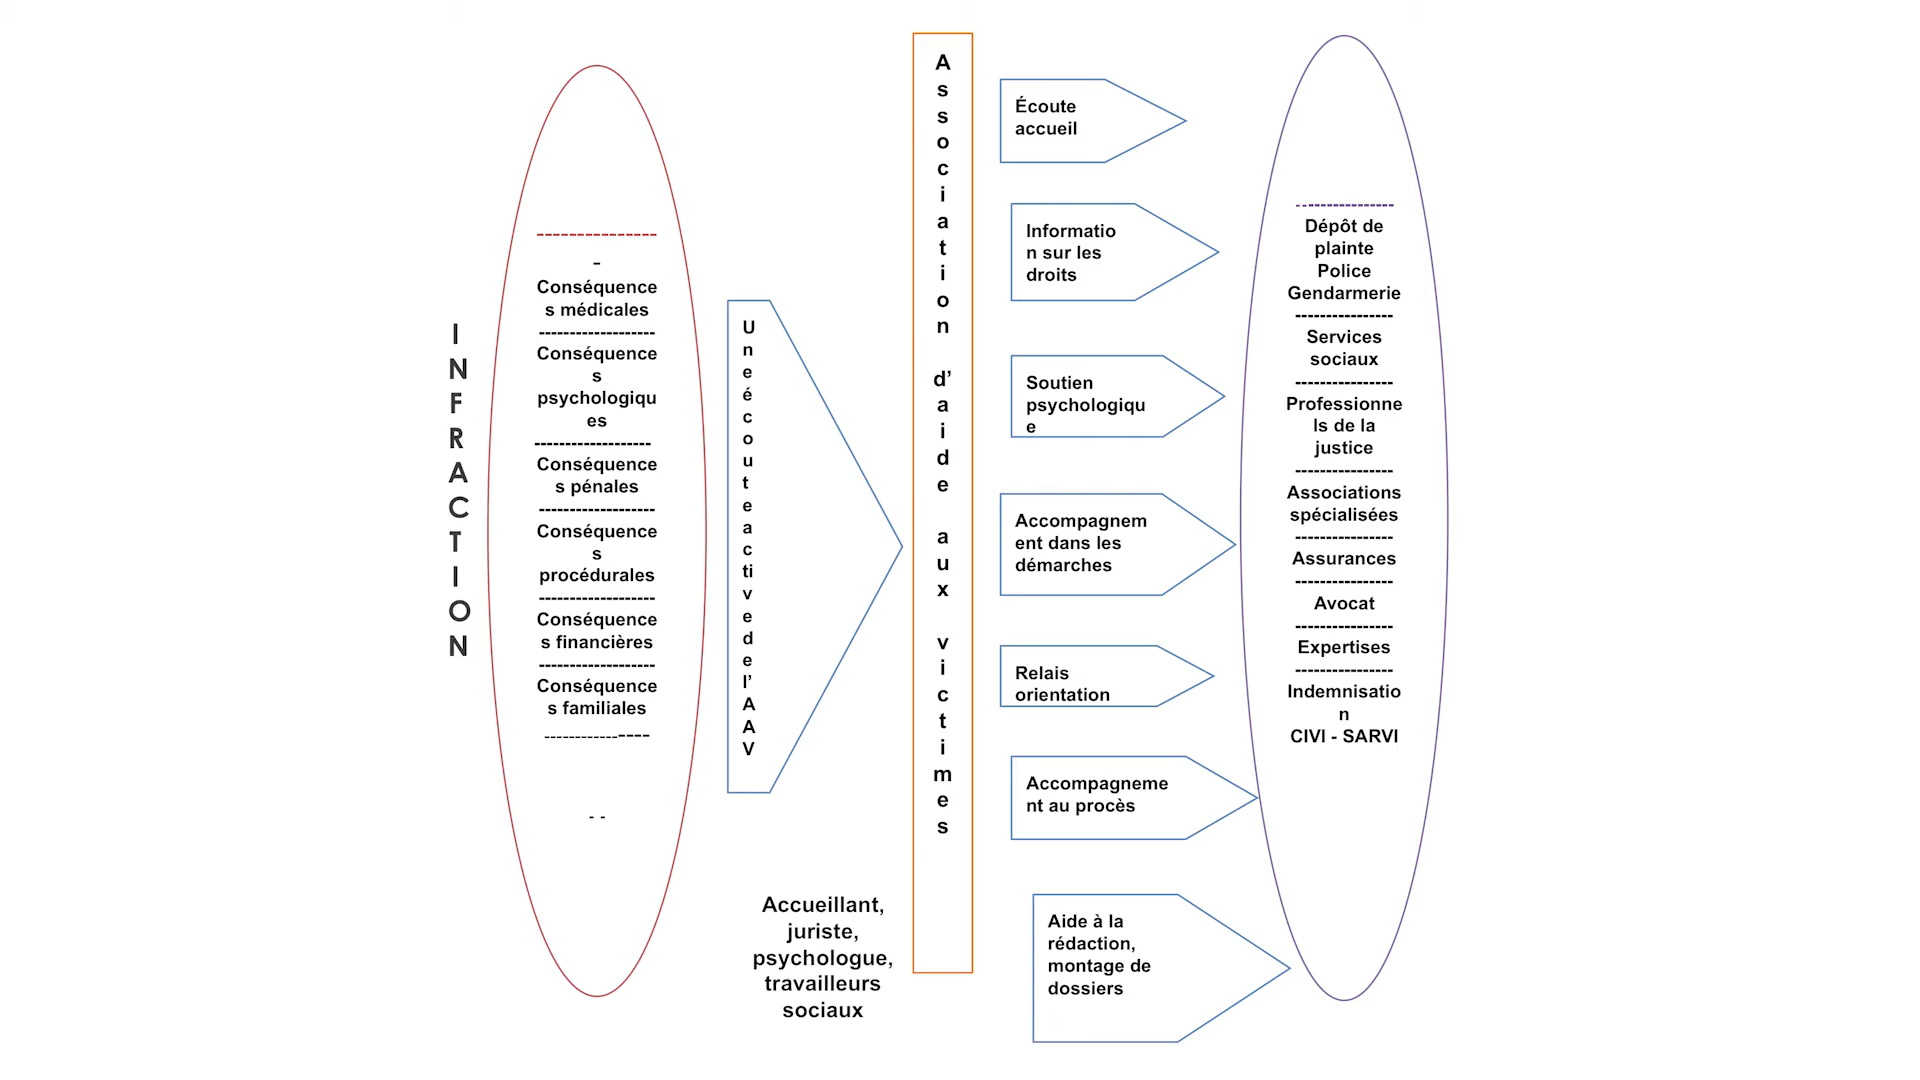 INFRACTION
-
Conséquence
s médicales
Conséquence
s
psychologiqu
es
Conséquence
s pénales
Conséquence
s
procédurales
Conséquence
s financières
Conséquence
s familiales
- -
Une écoute active de l’AAV
Accueillant,
juriste,
psychologue,
travailleurs
sociaux
Association d’aide aux victimes
Écoute
accueil
Informatio
n sur les
droits
Soutien
psychologiqu
e
Accompagnem
ent dans les
démarches
Relais
orientation
Accompagneme
nt au procès
Aide à la
rédaction,
montage de
dossiers
Dépôt de
plainte
Police
Gendarmerie
Services
sociaux
Professionne
ls de la
justice
Associations
spécialisées
Assurances
Avocat
Expertises
Indemnisatio
n
CIVI - SARVI